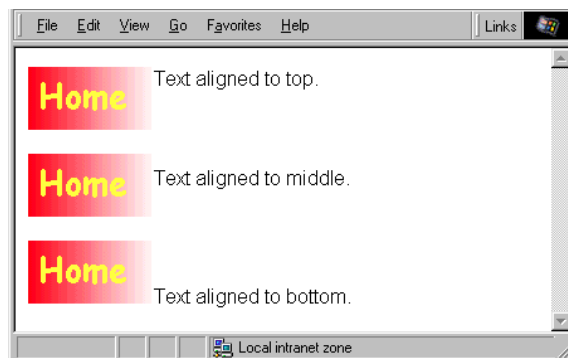 File Edit View Go Favorites Help Links
Home Text aligned to top.
Home Text aligned to middle.
Home Text aligned to bottom.
Local intranet zone